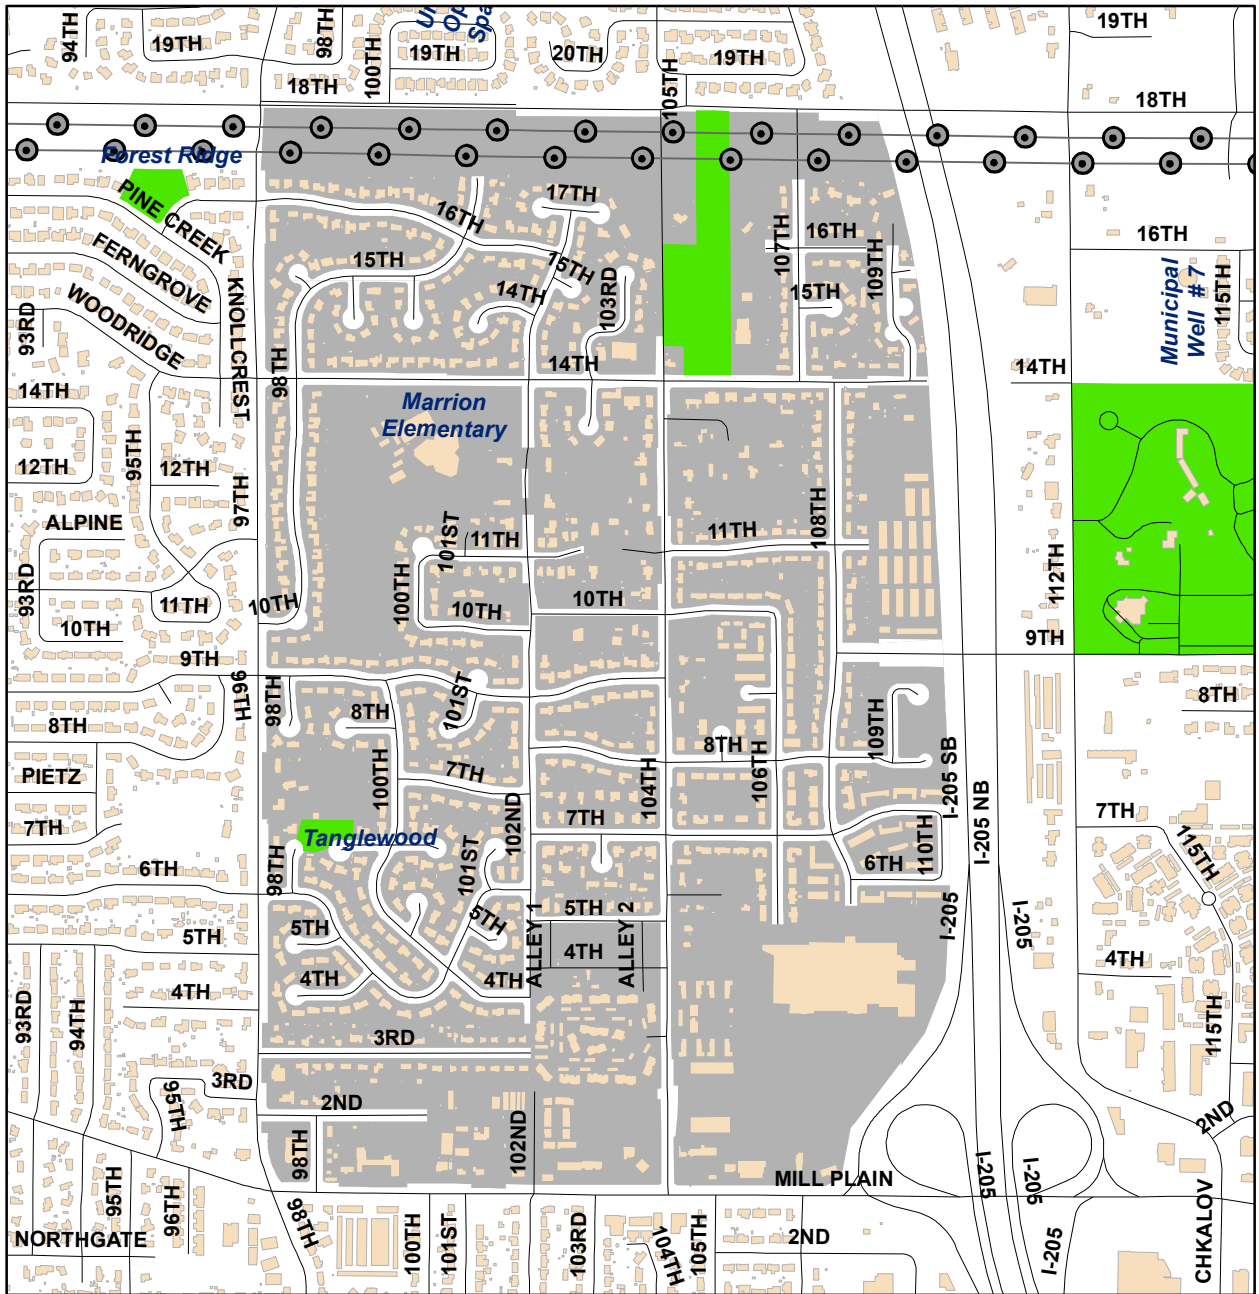 94TH
19TH
98TH
100TH
19TH
Op
Spa
20TH
19TH
19TH
18TH
105TH
18TH
Forest Ridge
PINE CREEK
FERNGROVE
WOODRIDGE
93RD
KNOLLCREST
16TH
17TH
15TH
15TH
14TH
103RD
107TH
16TH
109TH
15TH
16TH
Municipal
Well # 7
115TH
98TH
14TH
14TH
14TH
Marrion
Elementary
12TH
95TH
12TH
97TH
ALPINE
93RD
11TH
10TH
10TH
101ST
11TH
100TH
10TH
10TH
11TH
108TH
112TH
9TH
9TH
96TH
98TH
8TH
8TH
101ST
100TH
7TH
PIETZ
7TH
104TH
8TH
106TH
109TH
I-205 SB
I-205 NB
8TH
7TH
115TH
102ND
7TH
Tanglewood
6TH
98TH
101ST
6TH
110TH
5TH
5TH
5TH
ALLEY 1
5TH
ALLEY 2
4TH
I-205
I-205
4TH
4TH
4TH
4TH
93RD
94TH
115TH
3RD
3RD
95TH
2ND
98TH
102ND
2ND
MILL PLAIN
95TH
96TH
98TH
NORTHGATE
100TH
101ST
103RD
104TH
105TH
2ND
I-205
I-205
I-205
CHKALOV